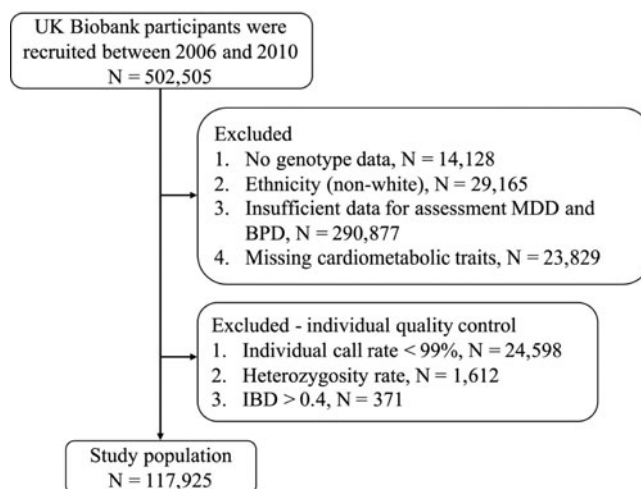 UK Biobank participants were
recruited between 2006 and 2010
N = 502,505
Excluded
1. No genotype data, N = 14,128
2. Ethnicity (non-white), N = 29,165
3. Insufficient data for assessment MDD and
BPD, N = 290,877
4. Missing cardiometabolic traits, N = 23,829
Excluded - individual quality control
1. Individual call rate < 99%, N = 24,598
2. Heterozygosity rate, N = 1,612
3. IBD > 0.4, N = 371
Study population
N = 117,925